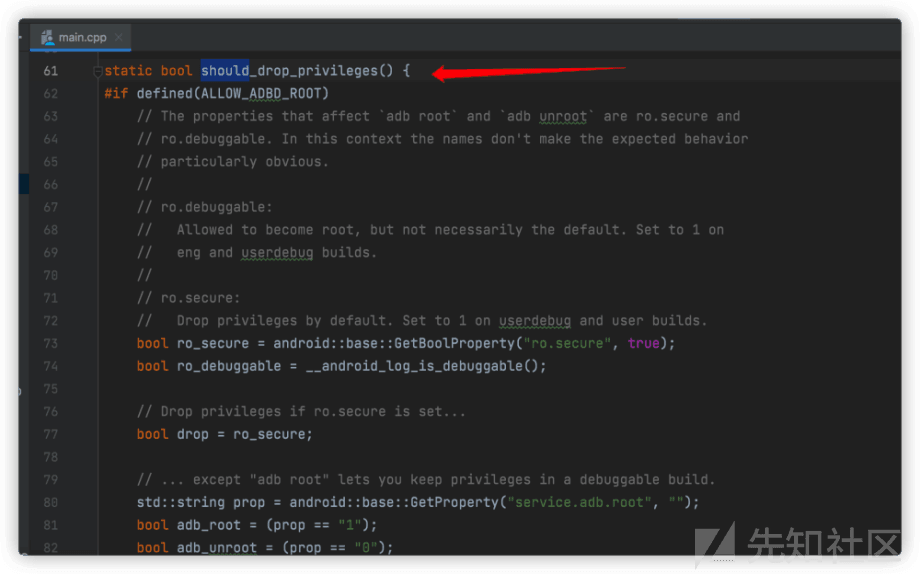 main.cpp
61 static bool should_drop_privileges() {
62 #if defined(ALLOW_ADBD_ROOT)
63 // The properties that affect `adb root` and `adb unroot` are ro.secure and
64 // ro.debuggable. In this context the names don't make the expected behavior
65 // particularly obvious.
66 //
67 // ro.debuggable:
68 //   Allowed to become root, but not necessarily the default. Set to 1 on
69 //   eng and userdebug builds.
70 //
71 // ro.secure:
72 //   Drop privileges by default. Set to 1 on userdebug and user builds.
73 bool ro_secure = android::base::GetBoolProperty("ro.secure", true);
74 bool ro_debuggable = __android_log_is_debuggable();
75
76 // Drop privileges if ro.secure is set...
77 bool drop = ro_secure;
78
79 // ... except "adb root" lets you keep privileges in a debuggable build.
80 std::string prop = android::base::GetProperty("service.adb.root", "");
81 bool adb_root = (prop == "1");
82 bool adb_unroot = (prop == "0");
先知社区